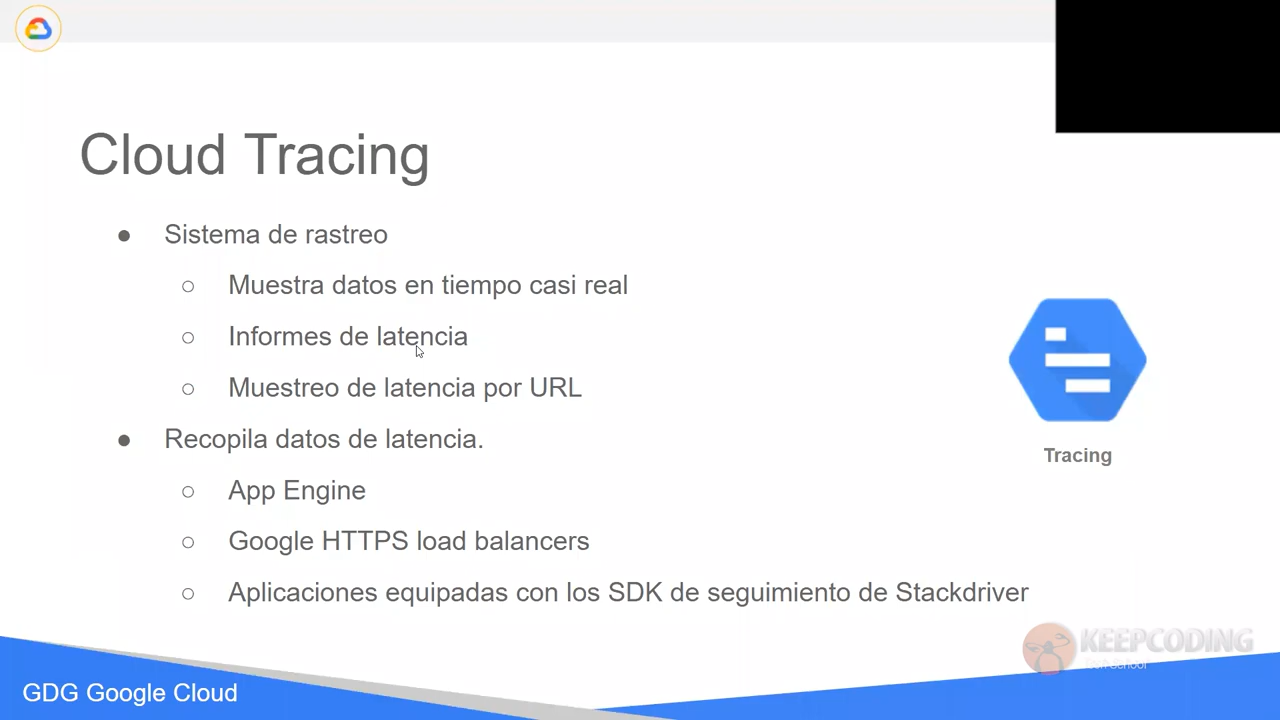 Cloud Tracing
● Sistema de rastreo
○ Muestra datos en tiempo casi real
○ Informes de latencia
○ Muestreo de latencia por URL
● Recopila datos de latencia.
○ App Engine
○ Google HTTPS load balancers
○ Aplicaciones equipadas con los SDK de seguimiento de Stackdriver
Tracing
KEEPCODING
Tech School
GDG Google Cloud